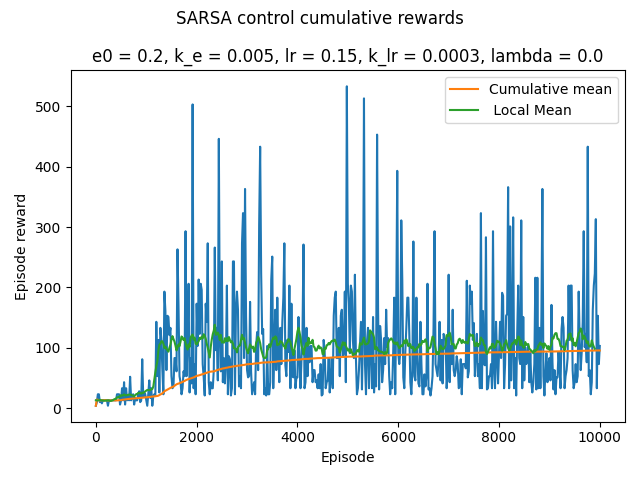 SARSA control cumulative rewards
e0 = 0.2, k_e = 0.005, lr = 0.15, k_lr = 0.0003, lambda = 0.0
Cumulative mean
Local Mean
Episode reward
500
400
300
200
100
0
0 2000 4000 6000 8000 10000
Episode